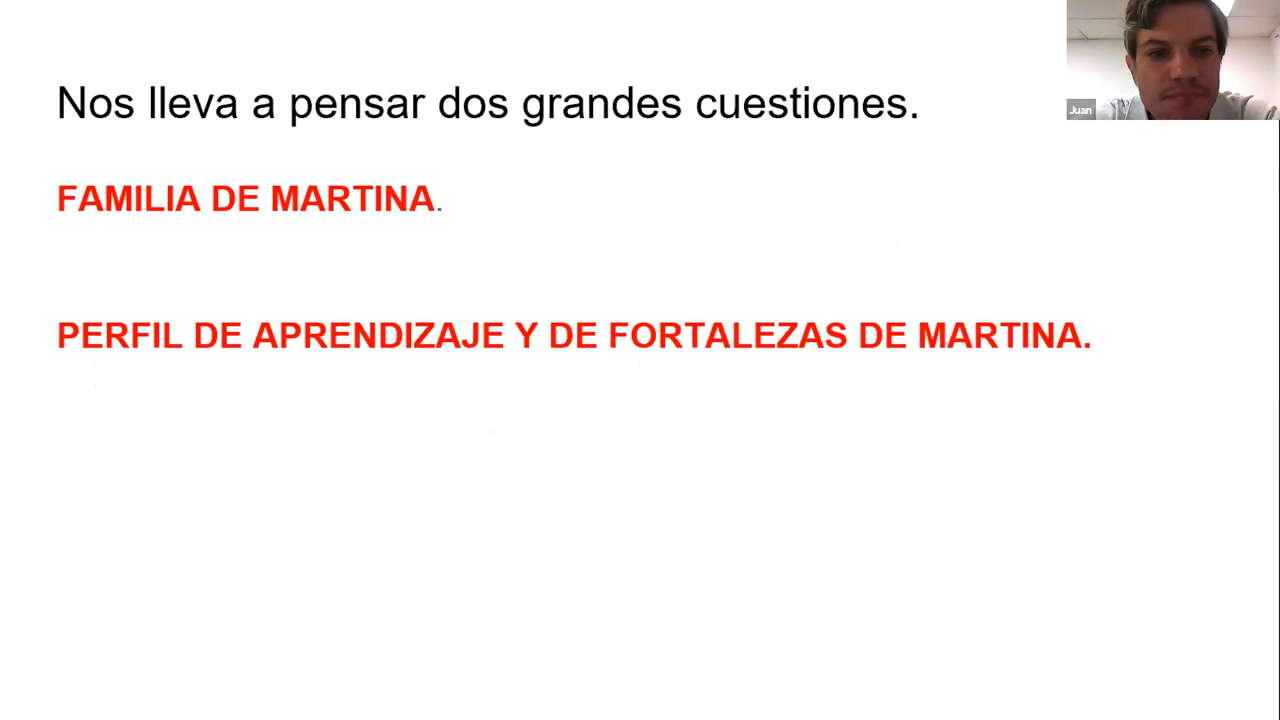 Nos lleva a pensar dos grandes cuestiones.
Juan
FAMILIA DE MARTINA.
PERFIL DE APRENDIZAJE Y DE FORTALEZAS DE MARTINA.